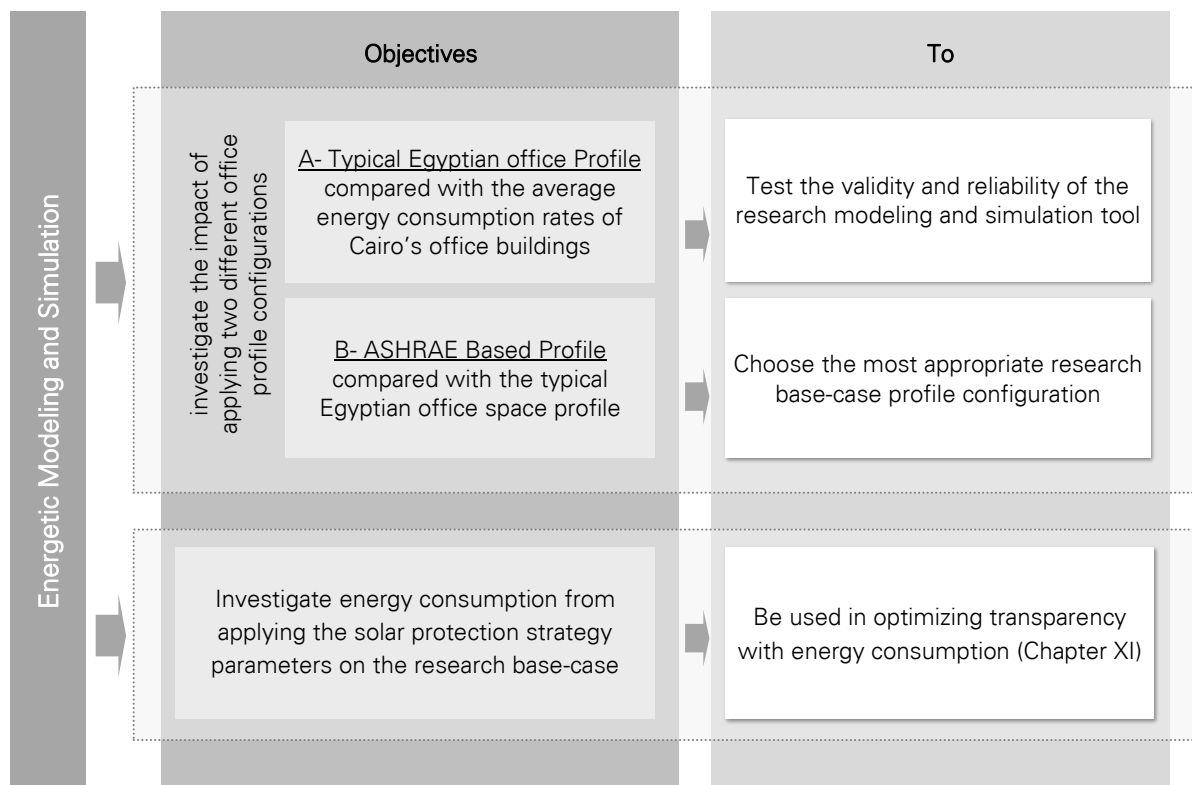 Energetic Modeling and Simulation
Objectives
To
investigate the impact of
applying two different office
profile configurations
A- Typical Egyptian office Profile
compared with the average
energy consumption rates of
Cairo's office buildings
Test the validity and reliability of the
research modeling and simulation tool
B- ASHRAE Based Profile
compared with the typical
Egyptian office space profile
Choose the most appropriate research
base-case profile configuration
Investigate energy consumption from
applying the solar protection strategy
parameters on the research base-case
Be used in optimizing transparency
with energy consumption (Chapter XI)